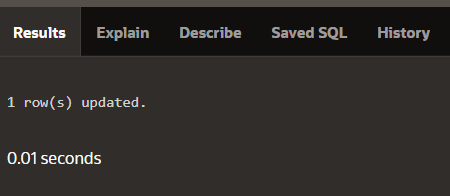 Results Explain Describe Saved SQL History
1 row(s) updated.
0.01 seconds